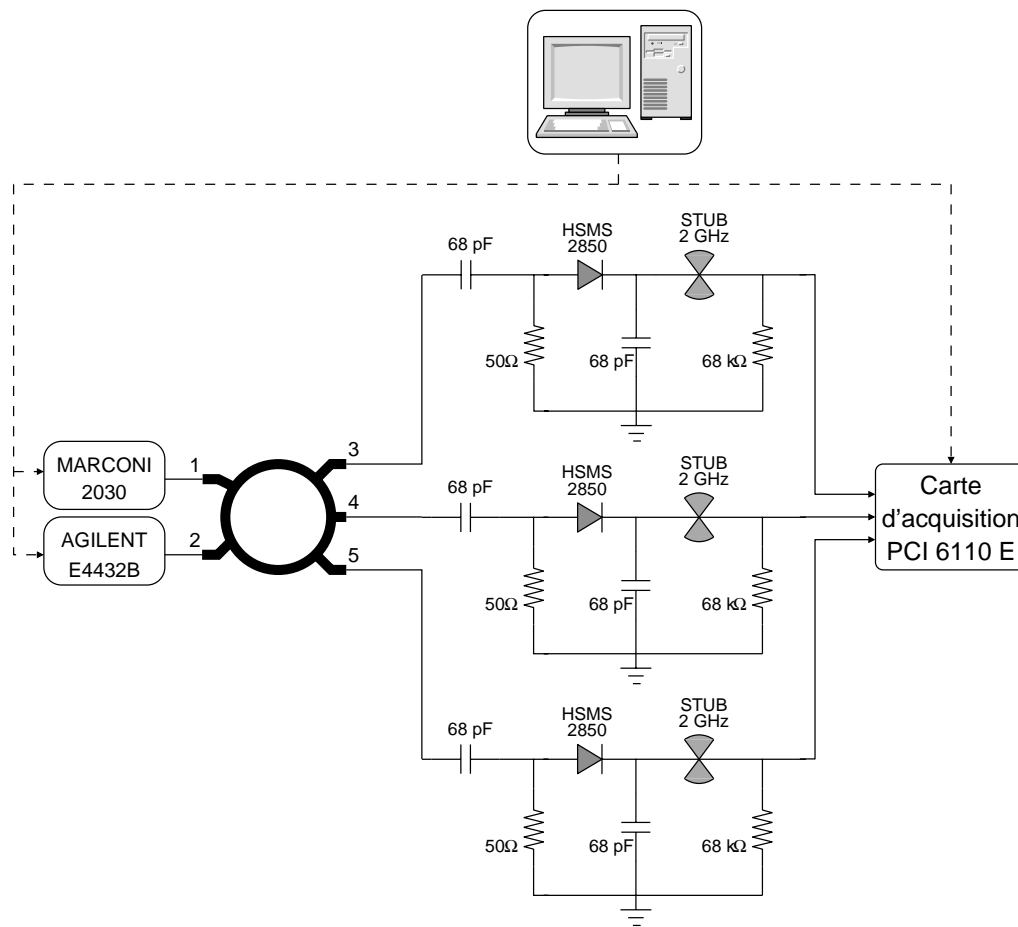 HSMS
2850
STUB
2 GHz
68 pF
50Ω
68 pF
68 kΩ
MARCONI
2030
1
3
AGILENT
E4432B
2
4
5
68 pF
HSMS
2850
STUB
2 GHz
50Ω
68 pF
68 kΩ
Carte
d'acquisition
PCI 6110 E
68 pF
HSMS
2850
STUB
2 GHz
50Ω
68 pF
68 kΩ